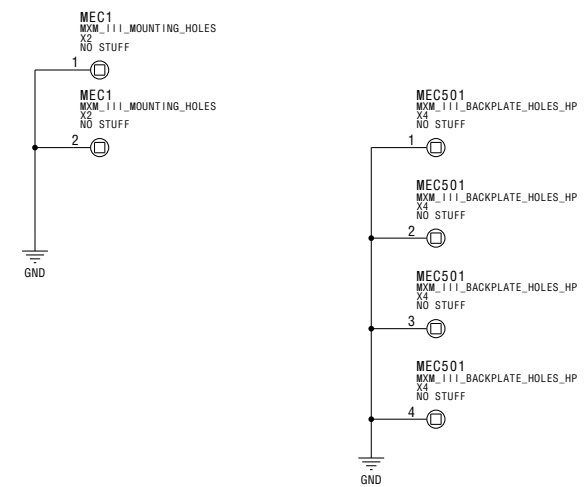 MEC1
MXM_III_MOUNTING_HOLES
X2
NO STUFF
1
MEC1
MXM_III_MOUNTING_HOLES
X2
NO STUFF
2
GND
MEC501
MXM_III_BACKPLATE_HOLES_HP
X4
NO STUFF
1
MEC501
MXM_III_BACKPLATE_HOLES_HP
X4
NO STUFF
2
MEC501
MXM_III_BACKPLATE_HOLES_HP
X4
NO STUFF
3
MEC501
MXM_III_BACKPLATE_HOLES_HP
X4
NO STUFF
4
GND